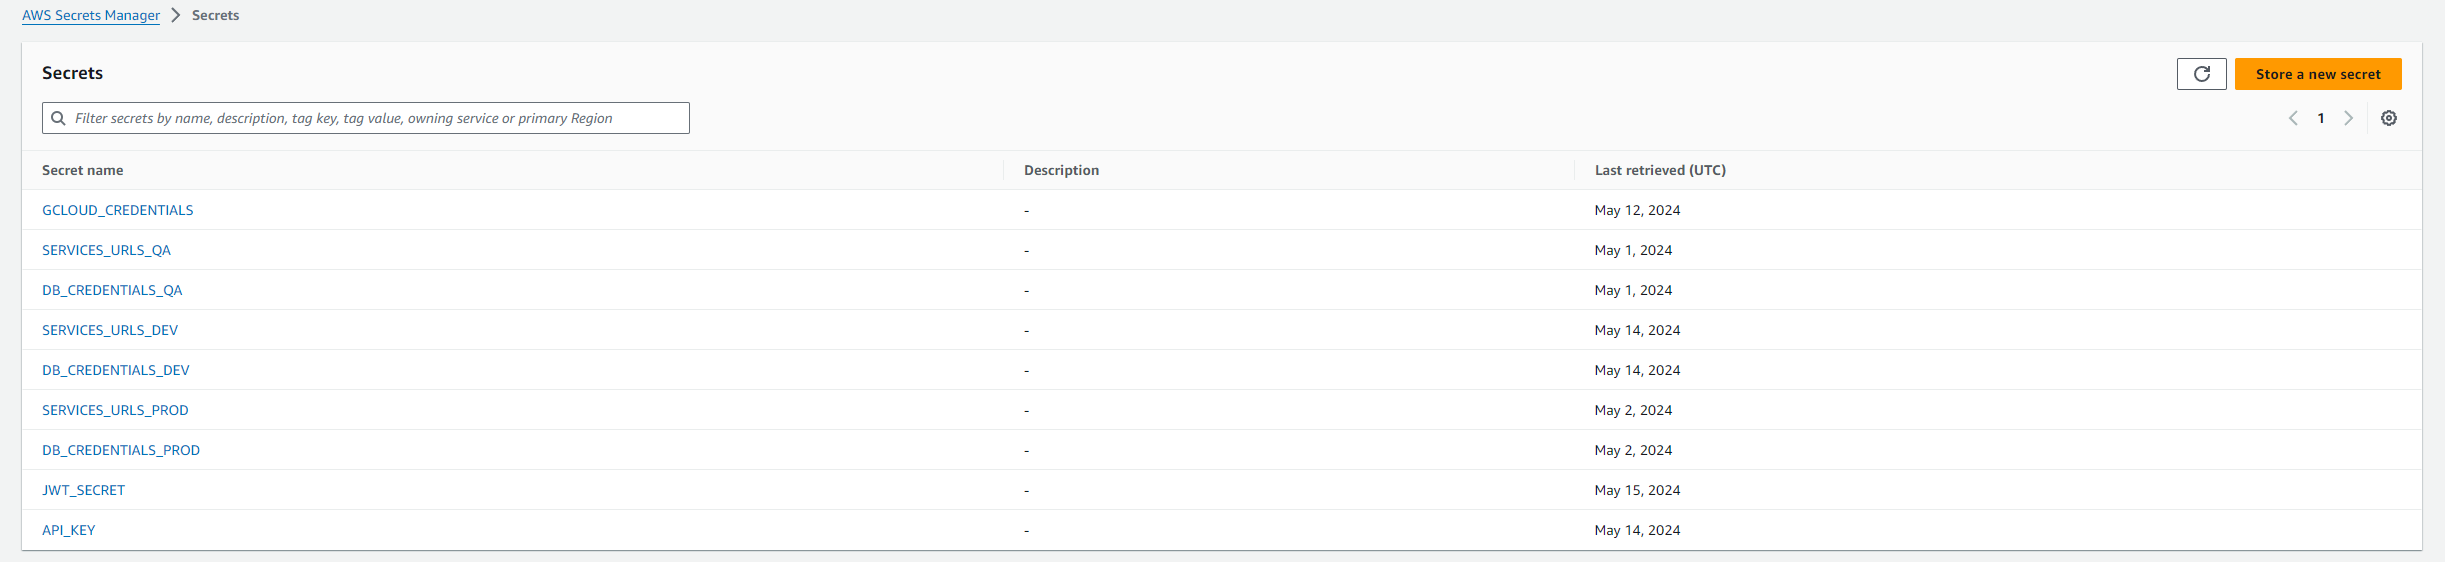 AWS Secrets Manager > Secrets
Secrets
Store a new secret
Filter secrets by name, description, tag key, tag value, owning service or primary Region
1
Secret name Description Last retrieved (UTC)
GCLOUD_CREDENTIALS - May 12, 2024
SERVICES_URLS_QA - May 1, 2024
DB_CREDENTIALS_QA - May 1, 2024
SERVICES_URLS_DEV - May 14, 2024
DB_CREDENTIALS_DEV - May 14, 2024
SERVICES_URLS_PROD - May 2, 2024
DB_CREDENTIALS_PROD - May 2, 2024
JWT_SECRET - May 15, 2024
API_KEY - May 14, 2024